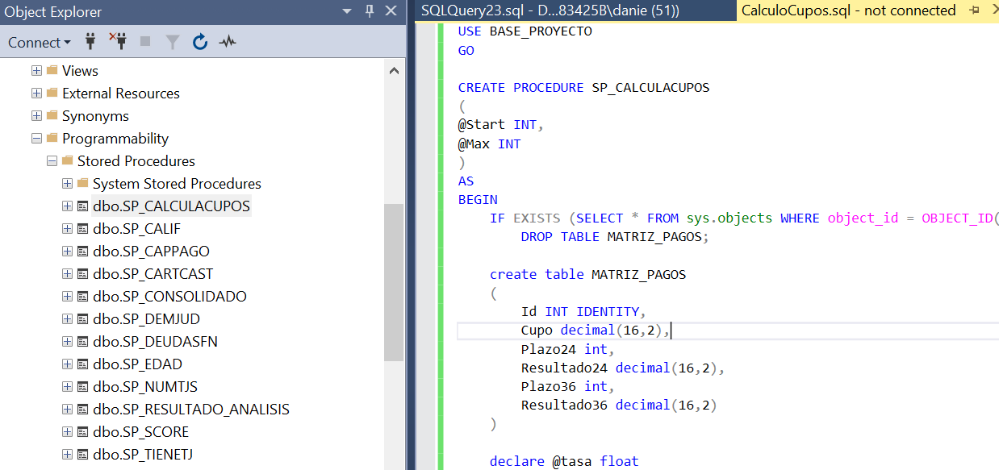 Object Explorer
Connect
Views
External Resources
Synonyms
Programmability
Stored Procedures
System Stored Procedures
dbo.SP_CALCULACUPOS
dbo.SP_CALIF
dbo.SP_CAPPAGO
dbo.SP_CARTCAST
dbo.SP_CONSOLIDADO
dbo.SP_DEMJUD
dbo.SP_DEUDASFN
dbo.SP_EDAD
dbo.SP_NUMTJS
dbo.SP_RESULTADO_ANALISIS
dbo.SP_SCORE
dbo.SP_TIENETJ
SQLQuery23.sql - D...83425B\danie (51))
CalculoCupos.sql - not connected
USE BASE_PROYECTO
GO
CREATE PROCEDURE SP_CALCULACUPOS
(
@Start INT,
@Max INT
)
AS
BEGIN
IF EXISTS (SELECT * FROM sys.objects WHERE object_id = OBJECT_ID(
DROP TABLE MATRIZ_PAGOS;
create table MATRIZ_PAGOS
(
Id INT IDENTITY,
Cupo decimal(16,2),
Plazo24 int,
Resultado24 decimal(16,2),
Plazo36 int,
Resultado36 decimal(16,2)
)
declare @tasa float